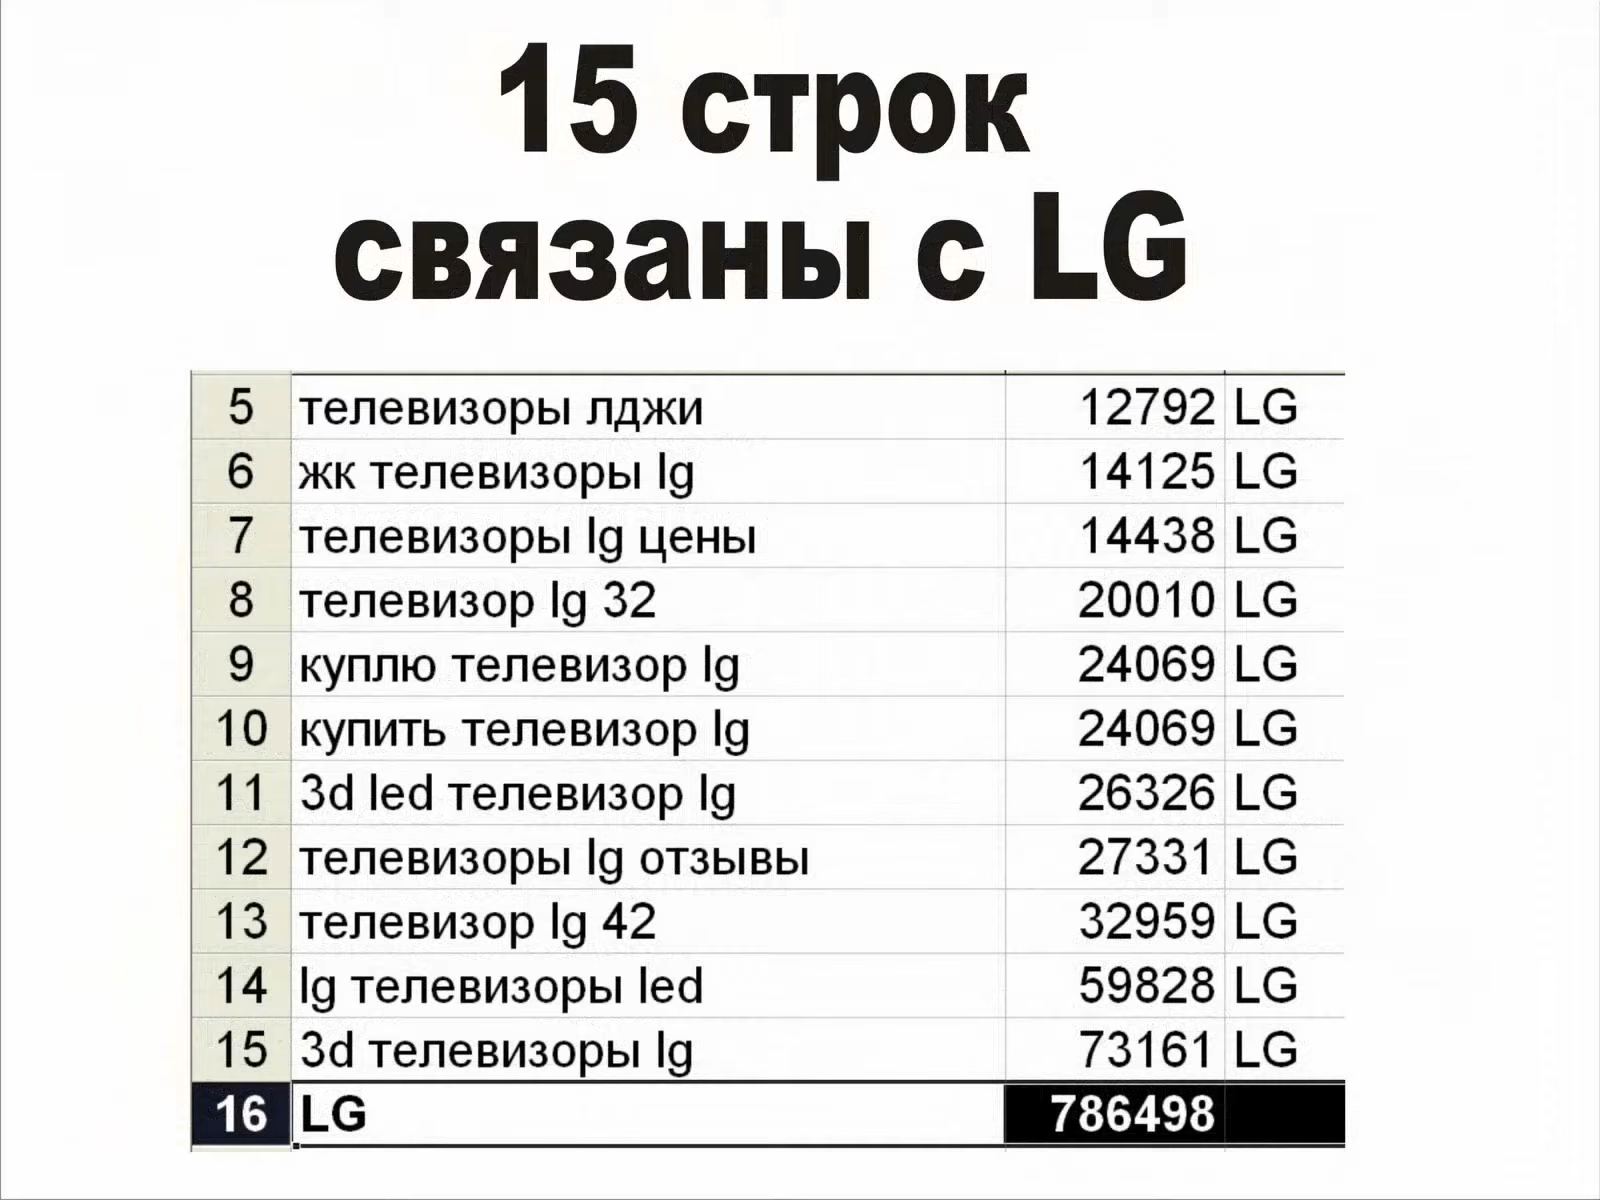 15 строк
связаны с LG
5 телевизоры лджи 12792 LG
6 жк телевизоры lg 14125 LG
7 телевизоры lg цены 14438 LG
8 телевизор lg 32 20010 LG
9 куплю телевизор lg 24069 LG
10 купить телевизор lg 24069 LG
11 3d led телевизор lg 26326 LG
12 телевизоры lg отзывы 27331 LG
13 телевизор lg 42 32959 LG
14 lg телевизоры led 59828 LG
15 3d телевизоры lg 73161 LG
16 LG 786498